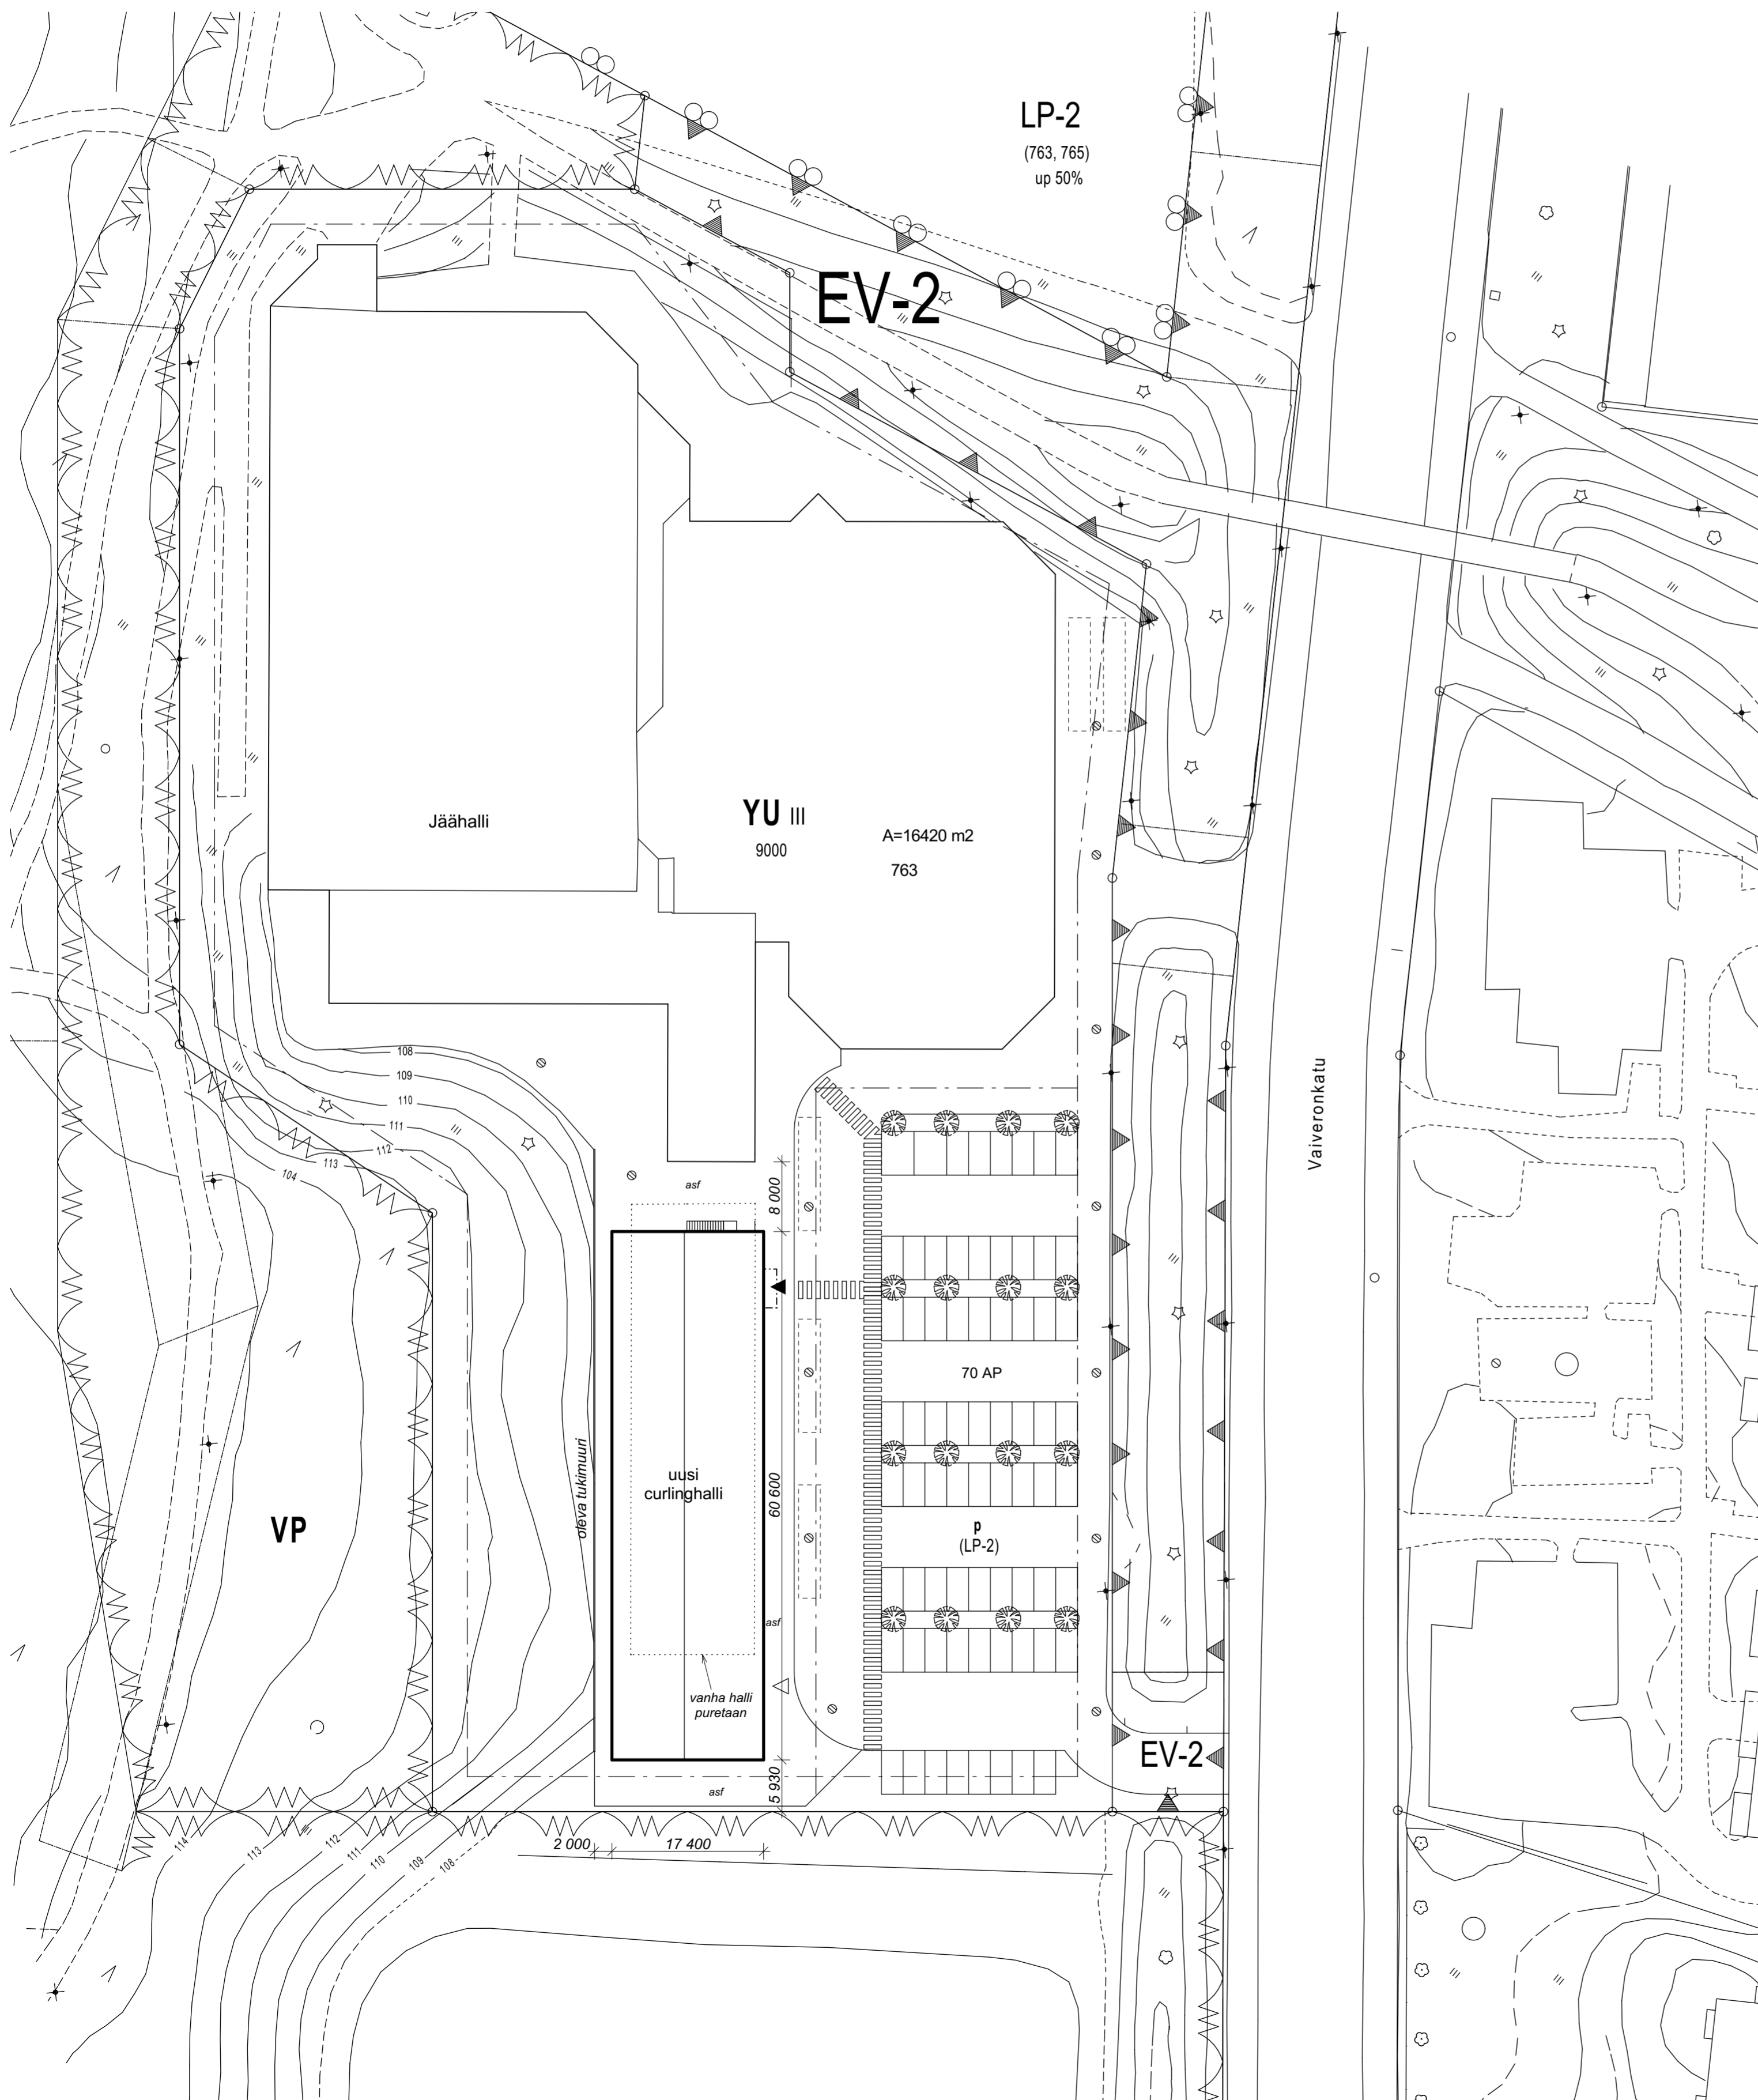 LP-2
(763, 765)
up 50%
EV-2
Jäähalli
YU III
9000
A=16420 m2
763
108
109
110
111
112
113
104
Vaiveronkatu
asf
8 000
70 AP
oleva tukimuuri
uusi
curlinghalli
60 600
VP
p
(LP-2)
asf
vanha halli
puretaan
EV-2
5 930
asf
114
113
112
111
110
109
108
2 000
17 400